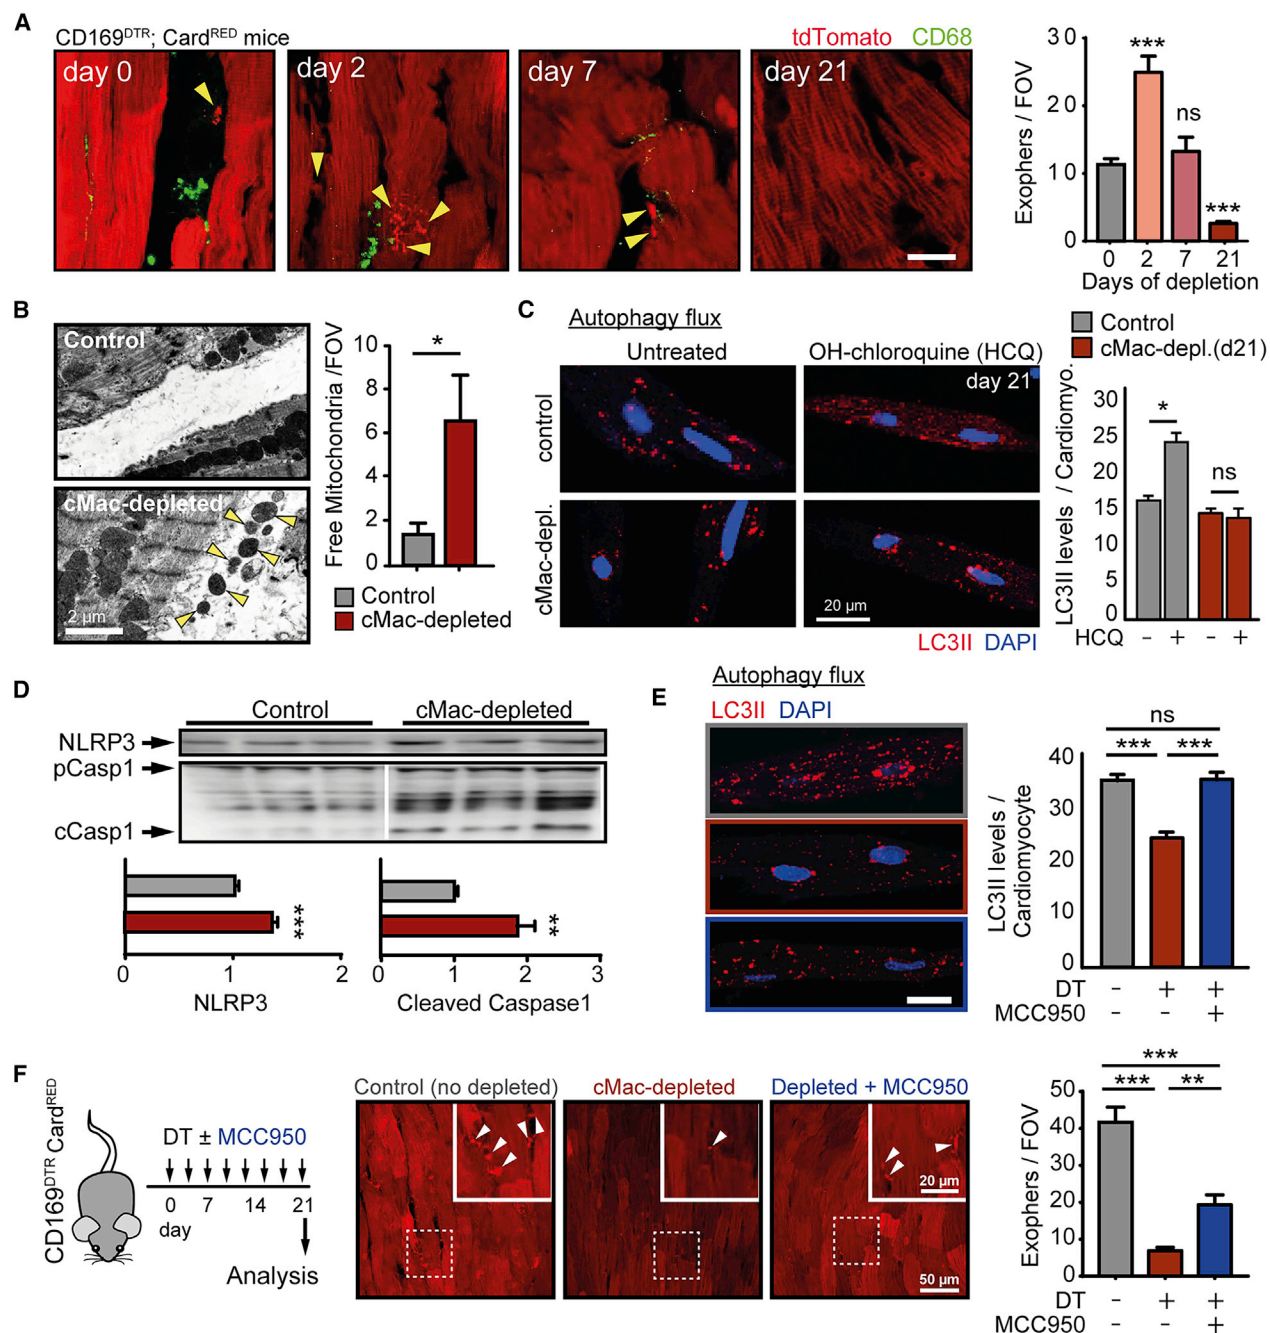 A
CD169DTR; CardRED mice
tdTomato CD68
day 0
day 2
day 7
day 21
Exophers / FOV
30
20
10
0
***
ns
***
0 2 7 21
Days of depletion
B
Control
cMac-depleted
2 µm
Free Mitochondria /FOV
10
8
6
4
2
0
*
Control
cMac-depleted
C
Autophagy flux
Untreated
OH-chloroquine (HCQ)
day 21
control
cMac-depl.
20 µm
LC3II DAPI
Control
cMac-depl.(d21)
LC3II levels / Cardiomyo.
30
25
20
15
10
5
0
*
ns
HCQ - + - +
D
Control
cMac-depleted
NLRP3
pCasp1
cCasp1
***
0 1 2
NLRP3
**
0 1 2 3
Cleaved Caspase1
E
Autophagy flux
LC3II DAPI
LC3II levels /
Cardiomyocyte
40
30
20
10
0
ns
*** ***
DT - + +
MCC950 - - +
F
CD169DTR CardRED
DT ± MCC950
0 7 14 21
day
Analysis
Control (no depleted)
cMac-depleted
Depleted + MCC950
20 µm
50 µm
Exophers / FOV
50
40
30
20
10
0
***
*** **
DT - + +
MCC950 - - +